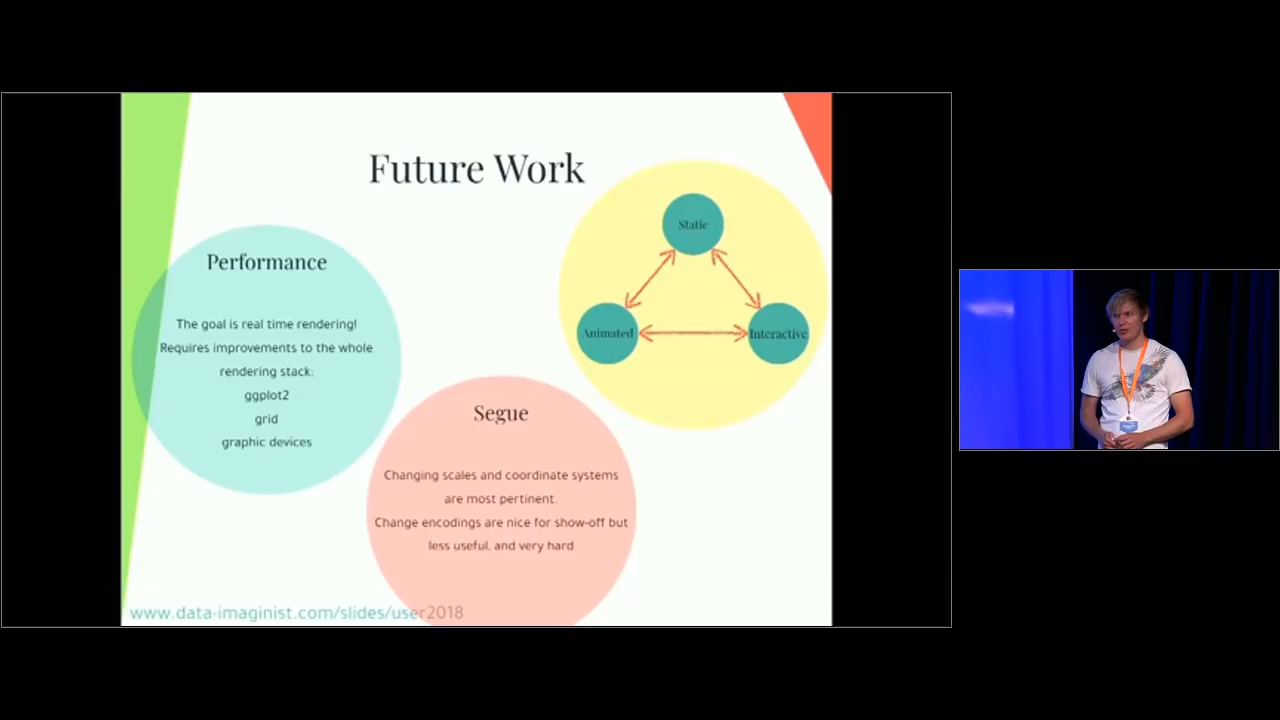 Future Work
Performance
The goal is real time rendering!
Requires improvements to the whole
rendering stack:
ggplot2
grid
graphic devices
Segue
Changing scales and coordinate systems
are most pertinent.
Change encodings are nice for show-off but
less useful, and very hard
Static
Animated
Interactive
www.data-imaginist.com/slides/user2018